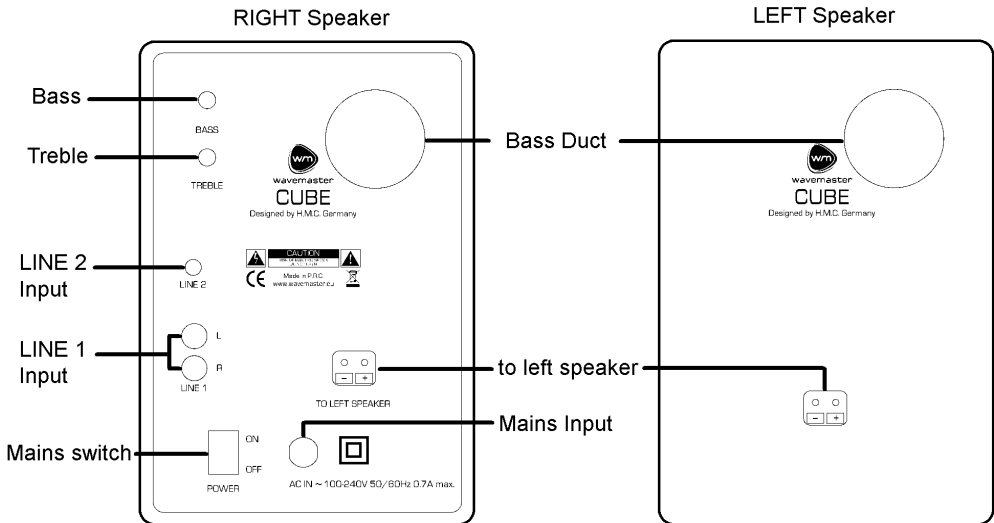 RIGHT Speaker
LEFT Speaker
Bass
BASS
Treble
TREBLE
Bass Duct
wm
wavemaster
CUBE
Designed by H.M.C. Germany
wm
wavemaster
CUBE
Designed by H.M.C. Germany
LINE 2
Input
LINE 2
CAUTION
CE
Made in P.R.C.
www.wavemaster.eu
LINE 1
Input
L
R
LINE 1
- +
TO LEFT SPEAKER
to left speaker
- +
Mains Input
Mains switch
ON
OFF
POWER
AC IN ~ 100-240V 50/60Hz 0.7A max.